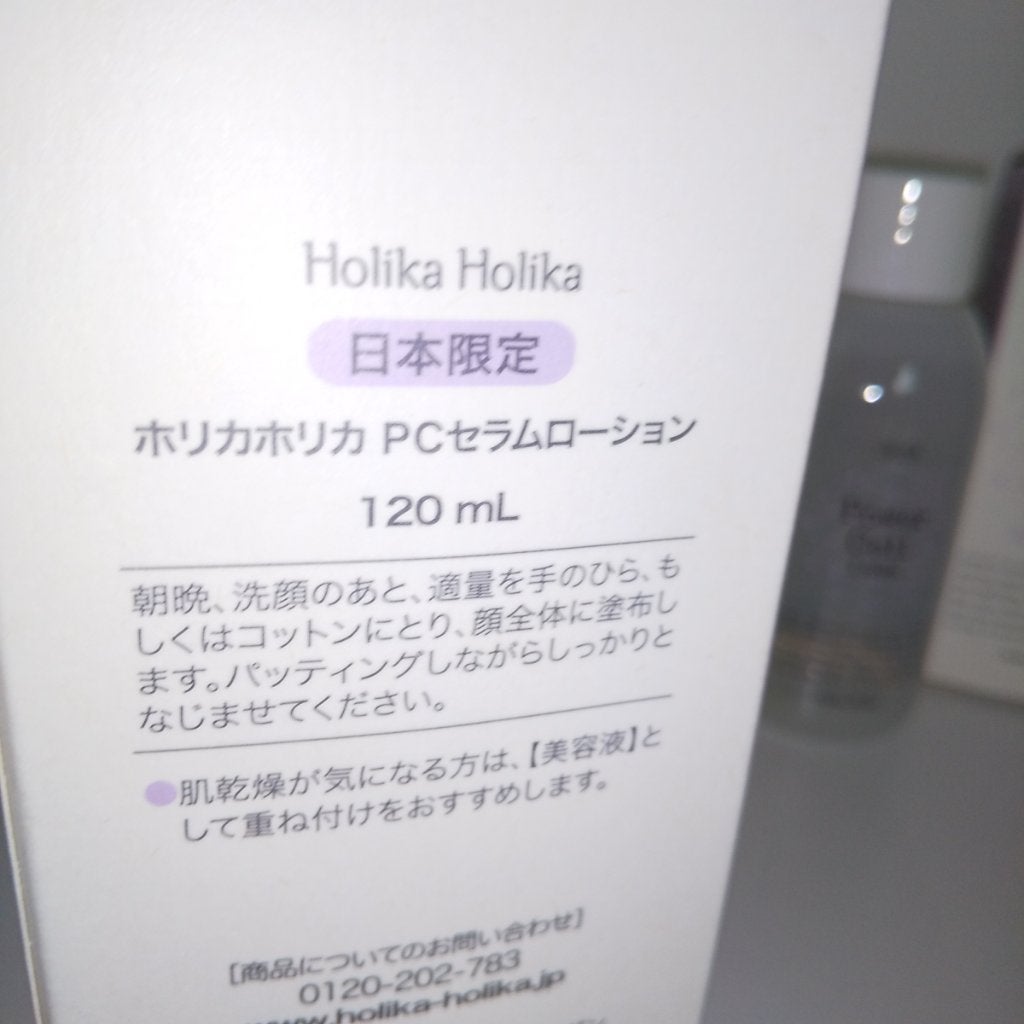 Holika Holika
日本限定
ホリカホリカ PCセラムローション
120 mL
朝晩、洗顔のあと、適量を手のひら、も
しくはコットンにとり、顔全体に塗布し
ます。パッティングしながらしっかりと
なじませてください。
●肌乾燥が気になる方は、【美容液】と
して重ね付けをおすすめします。
[商品についてのお問い合わせ]
0120-202-783
www.holika-holika.jp